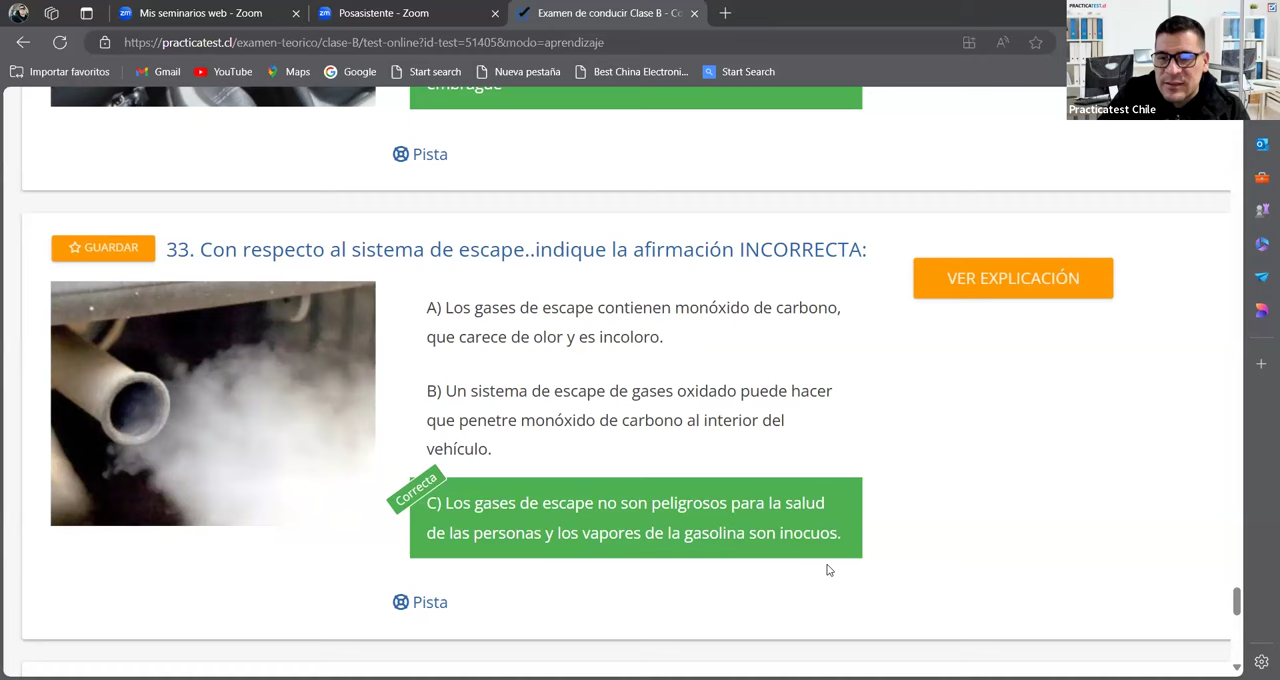 Mis seminarios web - Zoom
Posasistente - Zoom
Examen de conducir Clase B - Co
https://practicatest.cl/examen-teorico/clase-B/test-online?id-test=51405&modo=aprendizaje
Importar favoritos
Gmail
YouTube
Maps
Google
Start search
Nueva pestaña
Best China Electroni...
Start Search
PRACTICATEST.cl
Practicatest Chile
embrague
Pista
GUARDAR
33. Con respecto al sistema de escape..indique la afirmación INCORRECTA:
VER EXPLICACIÓN
A) Los gases de escape contienen monóxido de carbono,
que carece de olor y es incoloro.
B) Un sistema de escape de gases oxidado puede hacer
que penetre monóxido de carbono al interior del
vehículo.
Correcta
C) Los gases de escape no son peligrosos para la salud
de las personas y los vapores de la gasolina son inocuos.
Pista